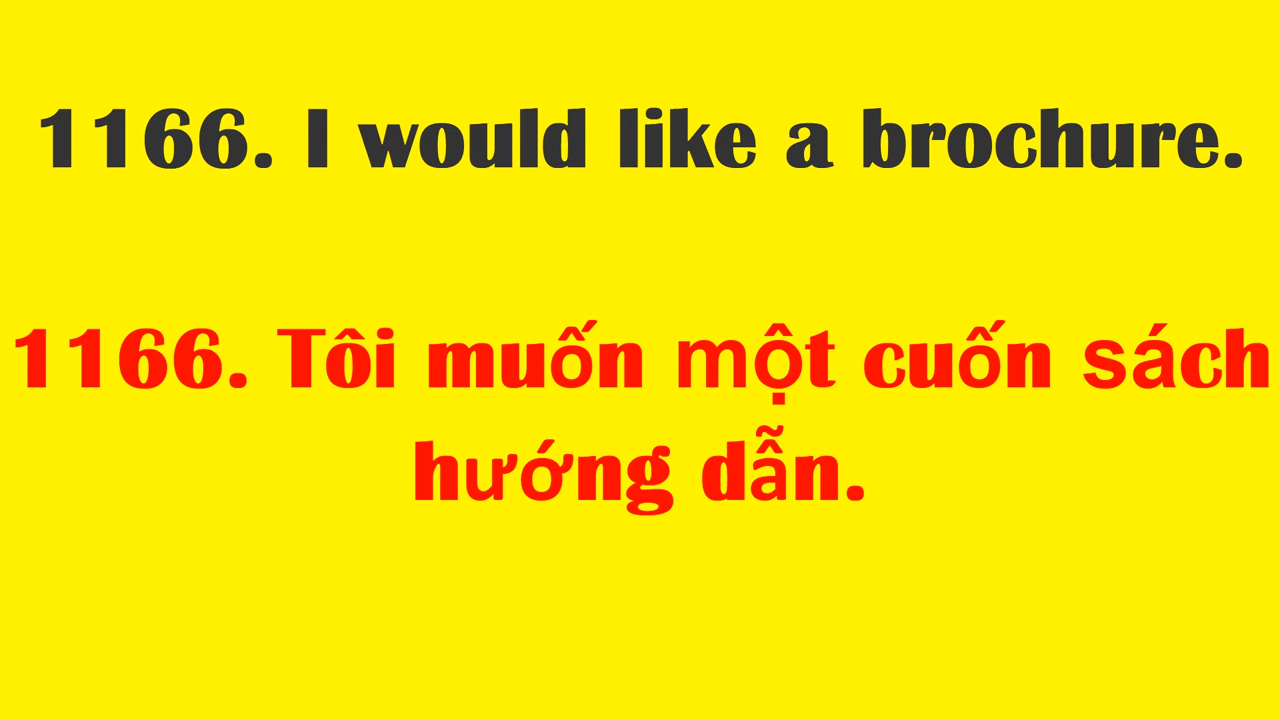 1166. I would like a brochure.
1166. Tôi muốn một cuốn sách
hướng dẫn.